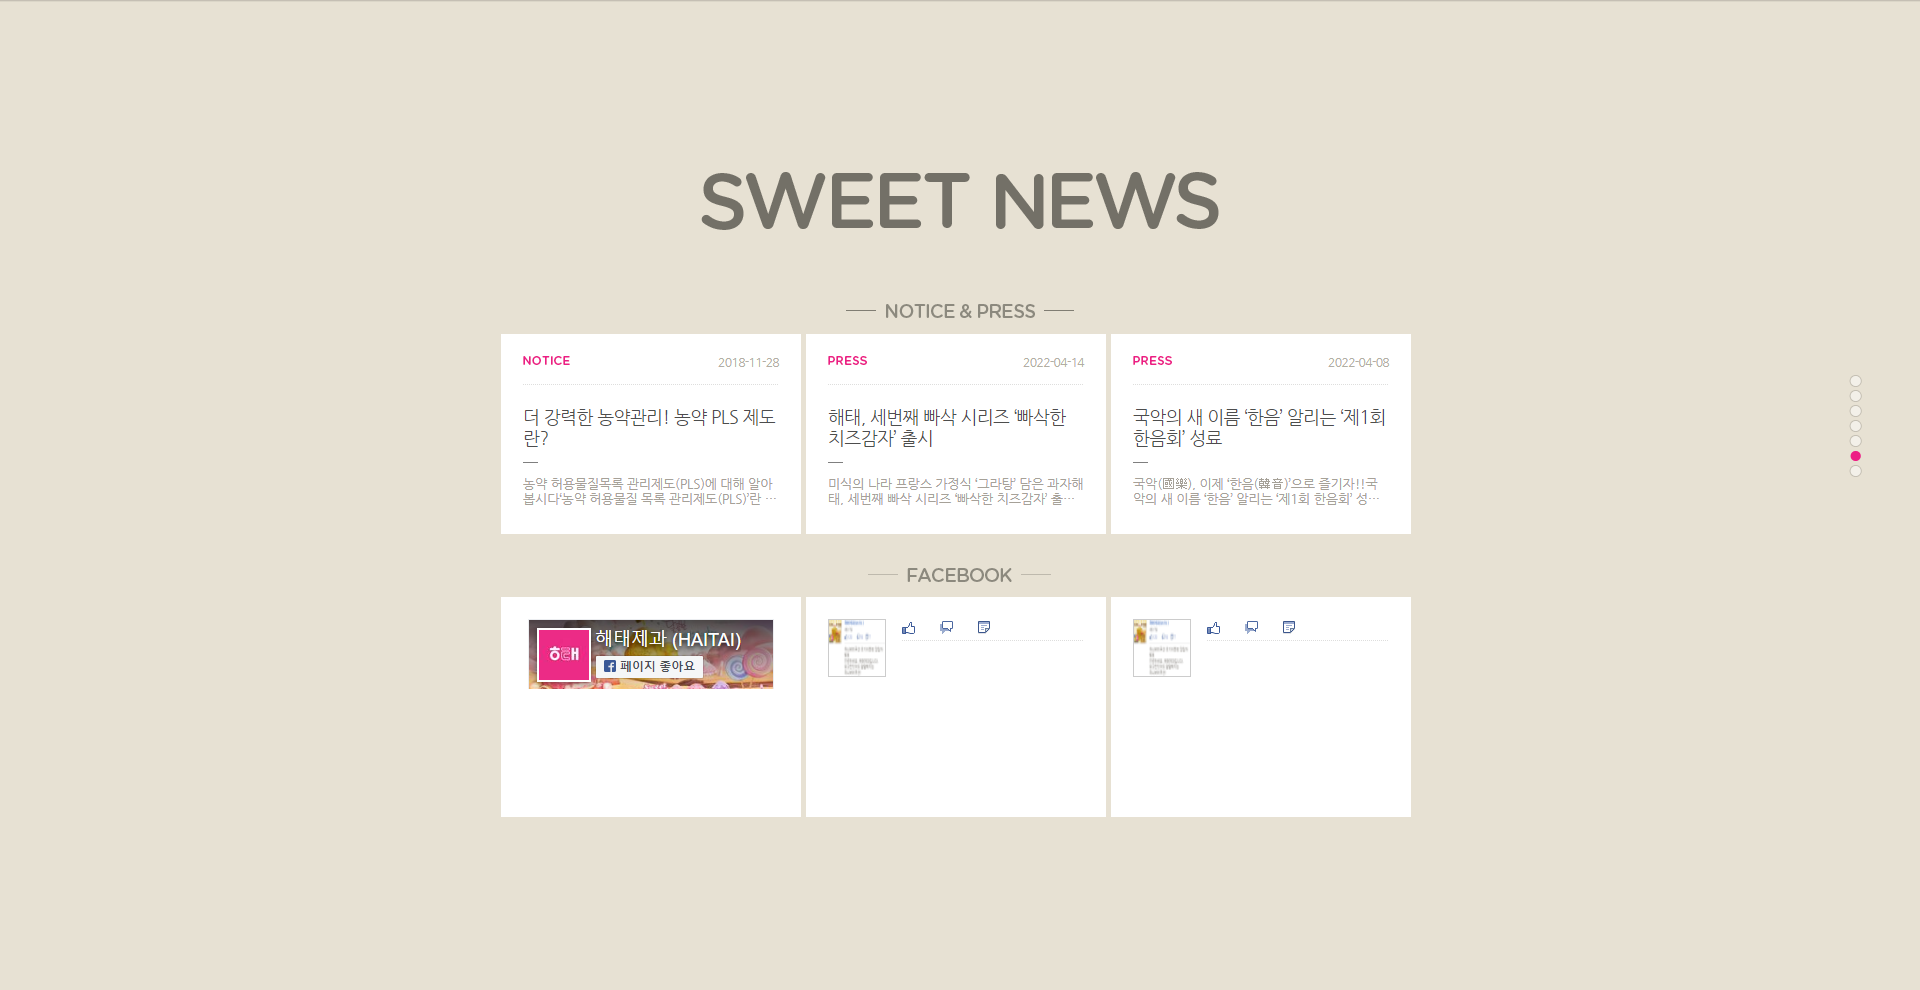 SWEET NEWS
NOTICE & PRESS
NOTICE 2018-11-28
더 강력한 농약관리! 농약 PLS 제도
란?
농약 허용물질목록 관리제도(PLS)에 대해 알아
봅시다‘농약 허용물질 목록 관리제도(PLS)’란 …
PRESS 2022-04-14
해태, 세번째 빠삭 시리즈 ‘빠삭한
치즈감자’ 출시
미식의 나라 프랑스 가정식 ‘그라탕’ 담은 과자해
태, 세번째 빠삭 시리즈 ‘빠삭한 치즈감자’ 출…
PRESS 2022-04-08
국악의 새 이름 ‘한음’ 알리는 ‘제1회
한음회’ 성료
국악(國樂), 이제 ‘한음(韓音)’으로 즐기자!!국
악의 새 이름 ‘한음’ 알리는 ‘제1회 한음회’ 성…
FACEBOOK
해태
해태제과 (HAITAI)
페이지 좋아요